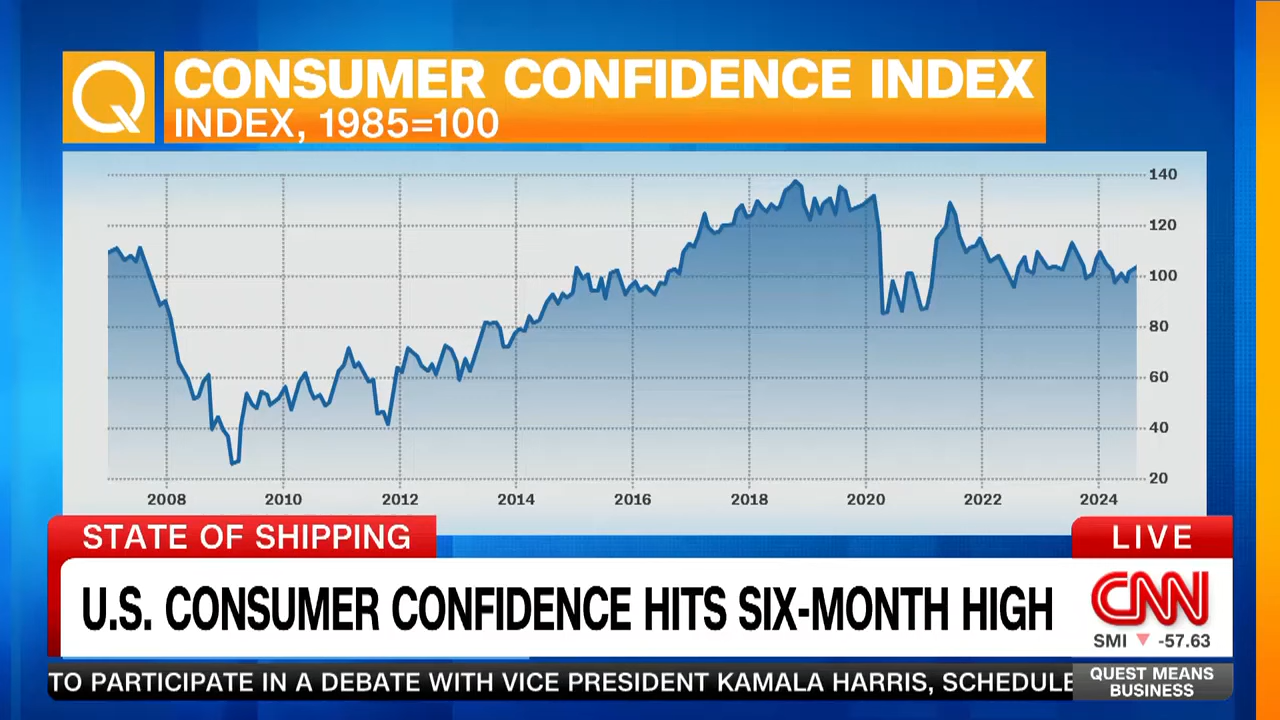 Q
CONSUMER CONFIDENCE INDEX
INDEX, 1985=100
140
120
100
80
60
40
20
2008 2010 2012 2014 2016 2018 2020 2022 2024
STATE OF SHIPPING
LIVE
U.S. CONSUMER CONFIDENCE HITS SIX-MONTH HIGH
CNN
SMI ▼ -57.63
TO PARTICIPATE IN A DEBATE WITH VICE PRESIDENT KAMALA HARRIS, SCHEDULE
QUEST MEANS
BUSINESS